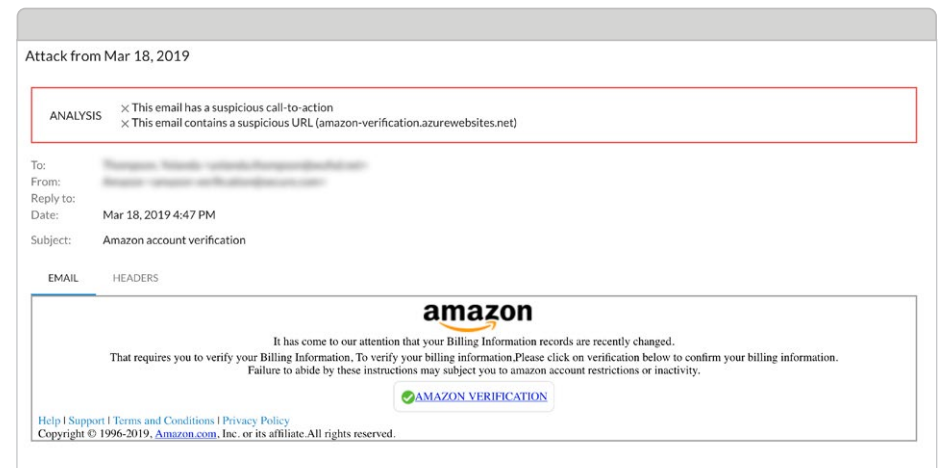 Attack from Mar 18, 2019
ANALYSIS
× This email has a suspicious call-to-action
× This email contains a suspicious URL (amazon-verification.azurewebsites.net)
To:
From:
Reply to:
Date: Mar 18, 2019 4:47 PM
Subject: Amazon account verification
EMAIL HEADERS
amazon
It has come to our attention that your Billing Information records are recently changed.
That requires you to verify your Billing Information, To verify your billing information,Please click on verification below to confirm your billing information.
Failure to abide by these instructions may subject you to amazon account restrictions or inactivity.
AMAZON VERIFICATION
Help | Support | Terms and Conditions | Privacy Policy
Copyright © 1996-2019, Amazon.com, Inc. or its affiliate.All rights reserved.